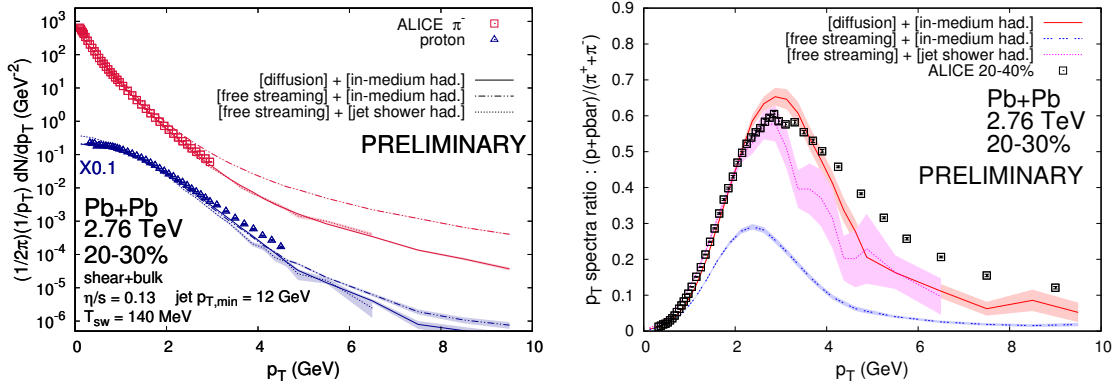 10³
10²
10¹
10⁰
10⁻¹
10⁻²
10⁻³
10⁻⁴
10⁻⁵
10⁻⁶
(1/2π)(1/p_T) dN/dp_T (GeV⁻²)
ALICE π⁻
proton
[diffusion] + [in-medium had.]
[free streaming] + [in-medium had.]
[free streaming] + [jet shower had.]
PRELIMINARY
X0.1
Pb+Pb
2.76 TeV
20-30%
shear+bulk
η/s = 0.13 jet p_T,min = 12 GeV
T_sw = 140 MeV
0 2 4 6 8 10
p_T (GeV)
0.9
0.8
0.7
0.6
0.5
0.4
0.3
0.2
0.1
0
p_T spectra ratio : (p+pbar)/(π⁺+π⁻)
[diffusion] + [in-medium had.]
[free streaming] + [in-medium had.]
[free streaming] + [jet shower had.]
ALICE 20-40%
Pb+Pb
2.76 TeV
20-30%
PRELIMINARY
0 2 4 6 8 10
p_T (GeV)